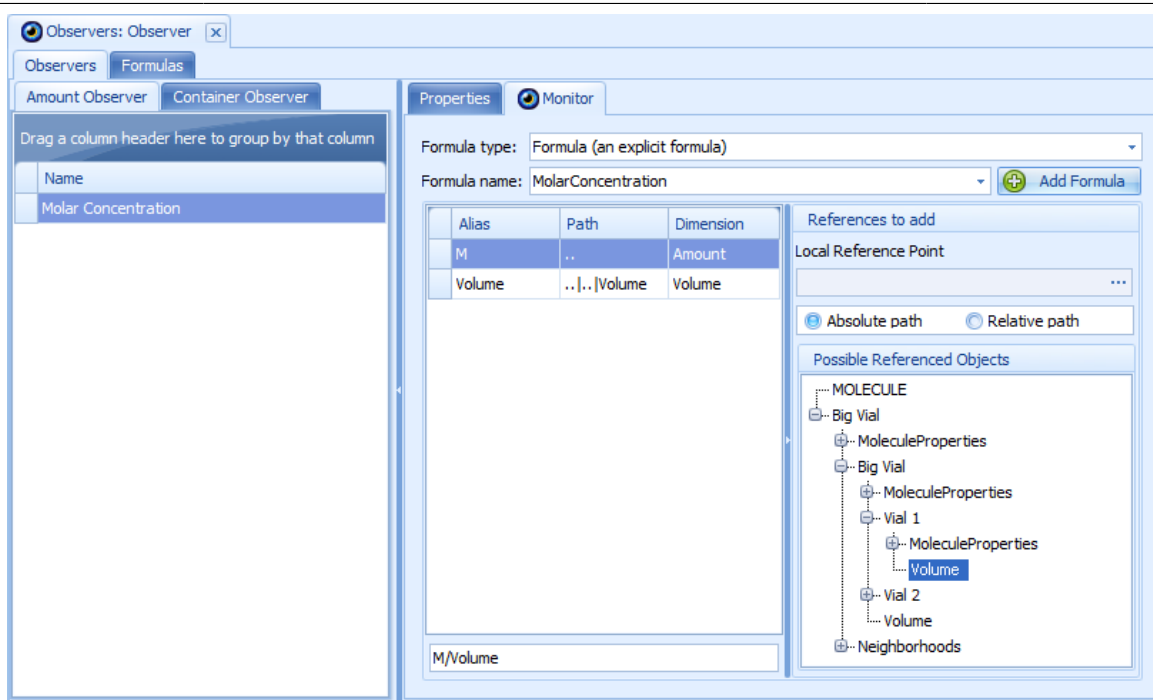 Observers: Observer
Observers Formulas
Amount Observer Container Observer
Drag a column header here to group by that column
Name
Molar Concentration
Properties Monitor
Formula type: Formula (an explicit formula)
Formula name: MolarConcentration Add Formula
Alias Path Dimension
M .. Amount
Volume ..|..|Volume Volume
M/Volume
References to add
Local Reference Point
...
Absolute path Relative path
Possible Referenced Objects
MOLECULE
Big Vial
MoleculeProperties
Big Vial
MoleculeProperties
Vial 1
MoleculeProperties
Volume
Vial 2
Volume
Neighborhoods